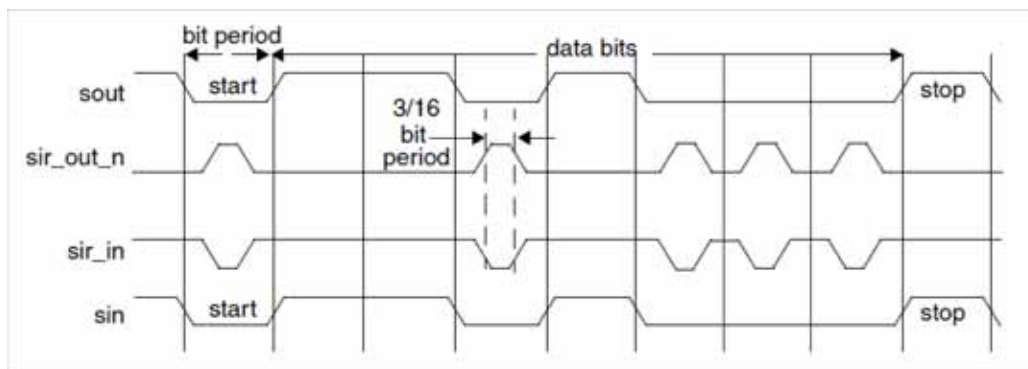 bit period
data bits
sout
start
stop
3/16
bit
period
sir_out_n
sir_in
sin
start
stop